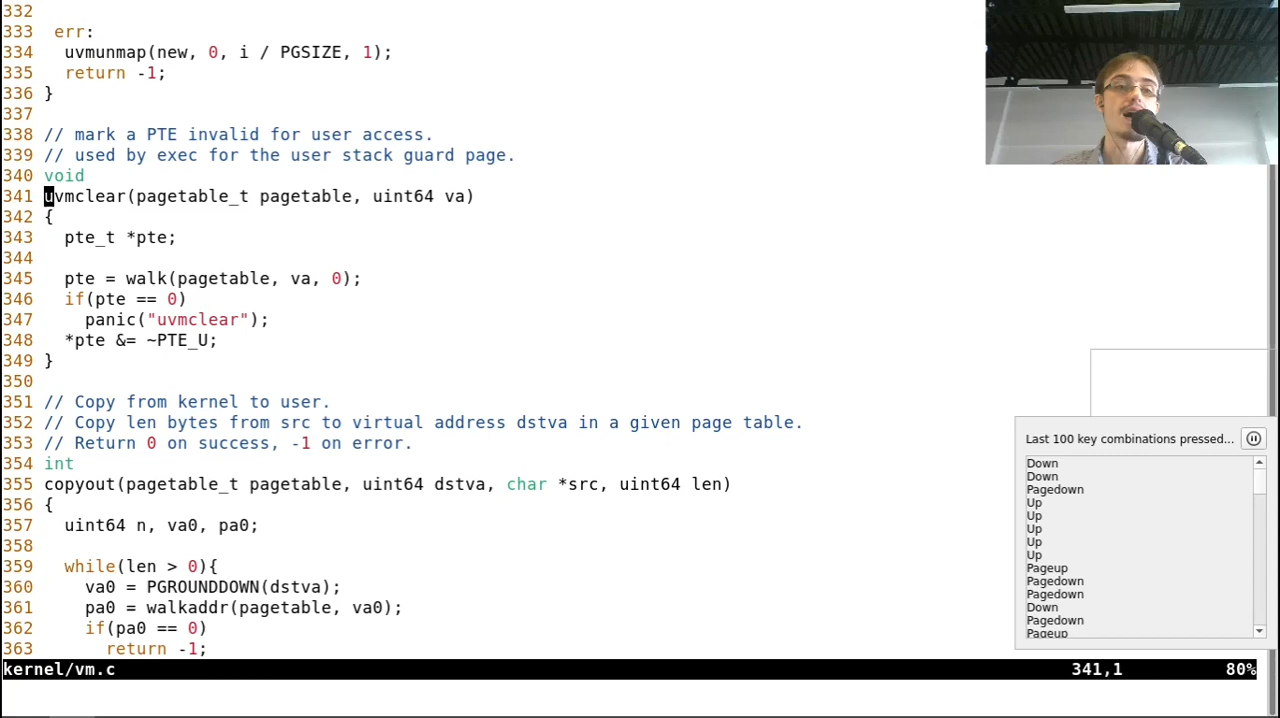 332
333  err:
334   uvmunmap(new, 0, i / PGSIZE, 1);
335   return -1;
336 }
337
338 // mark a PTE invalid for user access.
339 // used by exec for the user stack guard page.
340 void
341 uvmclear(pagetable_t pagetable, uint64 va)
342 {
343   pte_t *pte;
344
345   pte = walk(pagetable, va, 0);
346   if(pte == 0)
347     panic("uvmclear");
348   *pte &= ~PTE_U;
349 }
350
351 // Copy from kernel to user.
352 // Copy len bytes from src to virtual address dstva in a given page table.
353 // Return 0 on success, -1 on error.
354 int
355 copyout(pagetable_t pagetable, uint64 dstva, char *src, uint64 len)
356 {
357   uint64 n, va0, pa0;
358
359   while(len > 0){
360     va0 = PGROUNDDOWN(dstva);
361     pa0 = walkaddr(pagetable, va0);
362     if(pa0 == 0)
363       return -1;
kernel/vm.c 341,1 80%
Last 100 key combinations pressed...
Down
Down
Pagedown
Up
Up
Up
Up
Up
Pageup
Pagedown
Pagedown
Down
Pagedown
Pageup